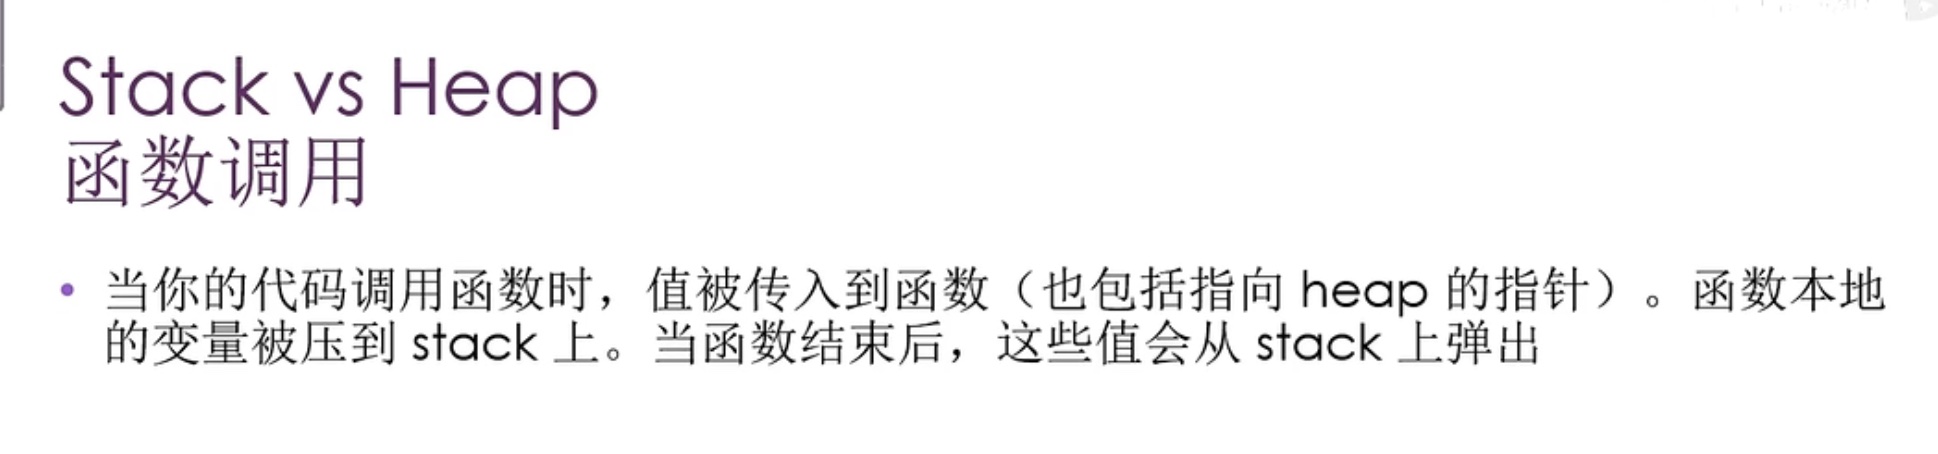 Stack vs Heap
函数调用
• 当你的代码调用函数时，值被传入到函数（也包括指向 heap 的指针）。函数本地
的变量被压到 stack 上。当函数结束后，这些值会从 stack 上弹出